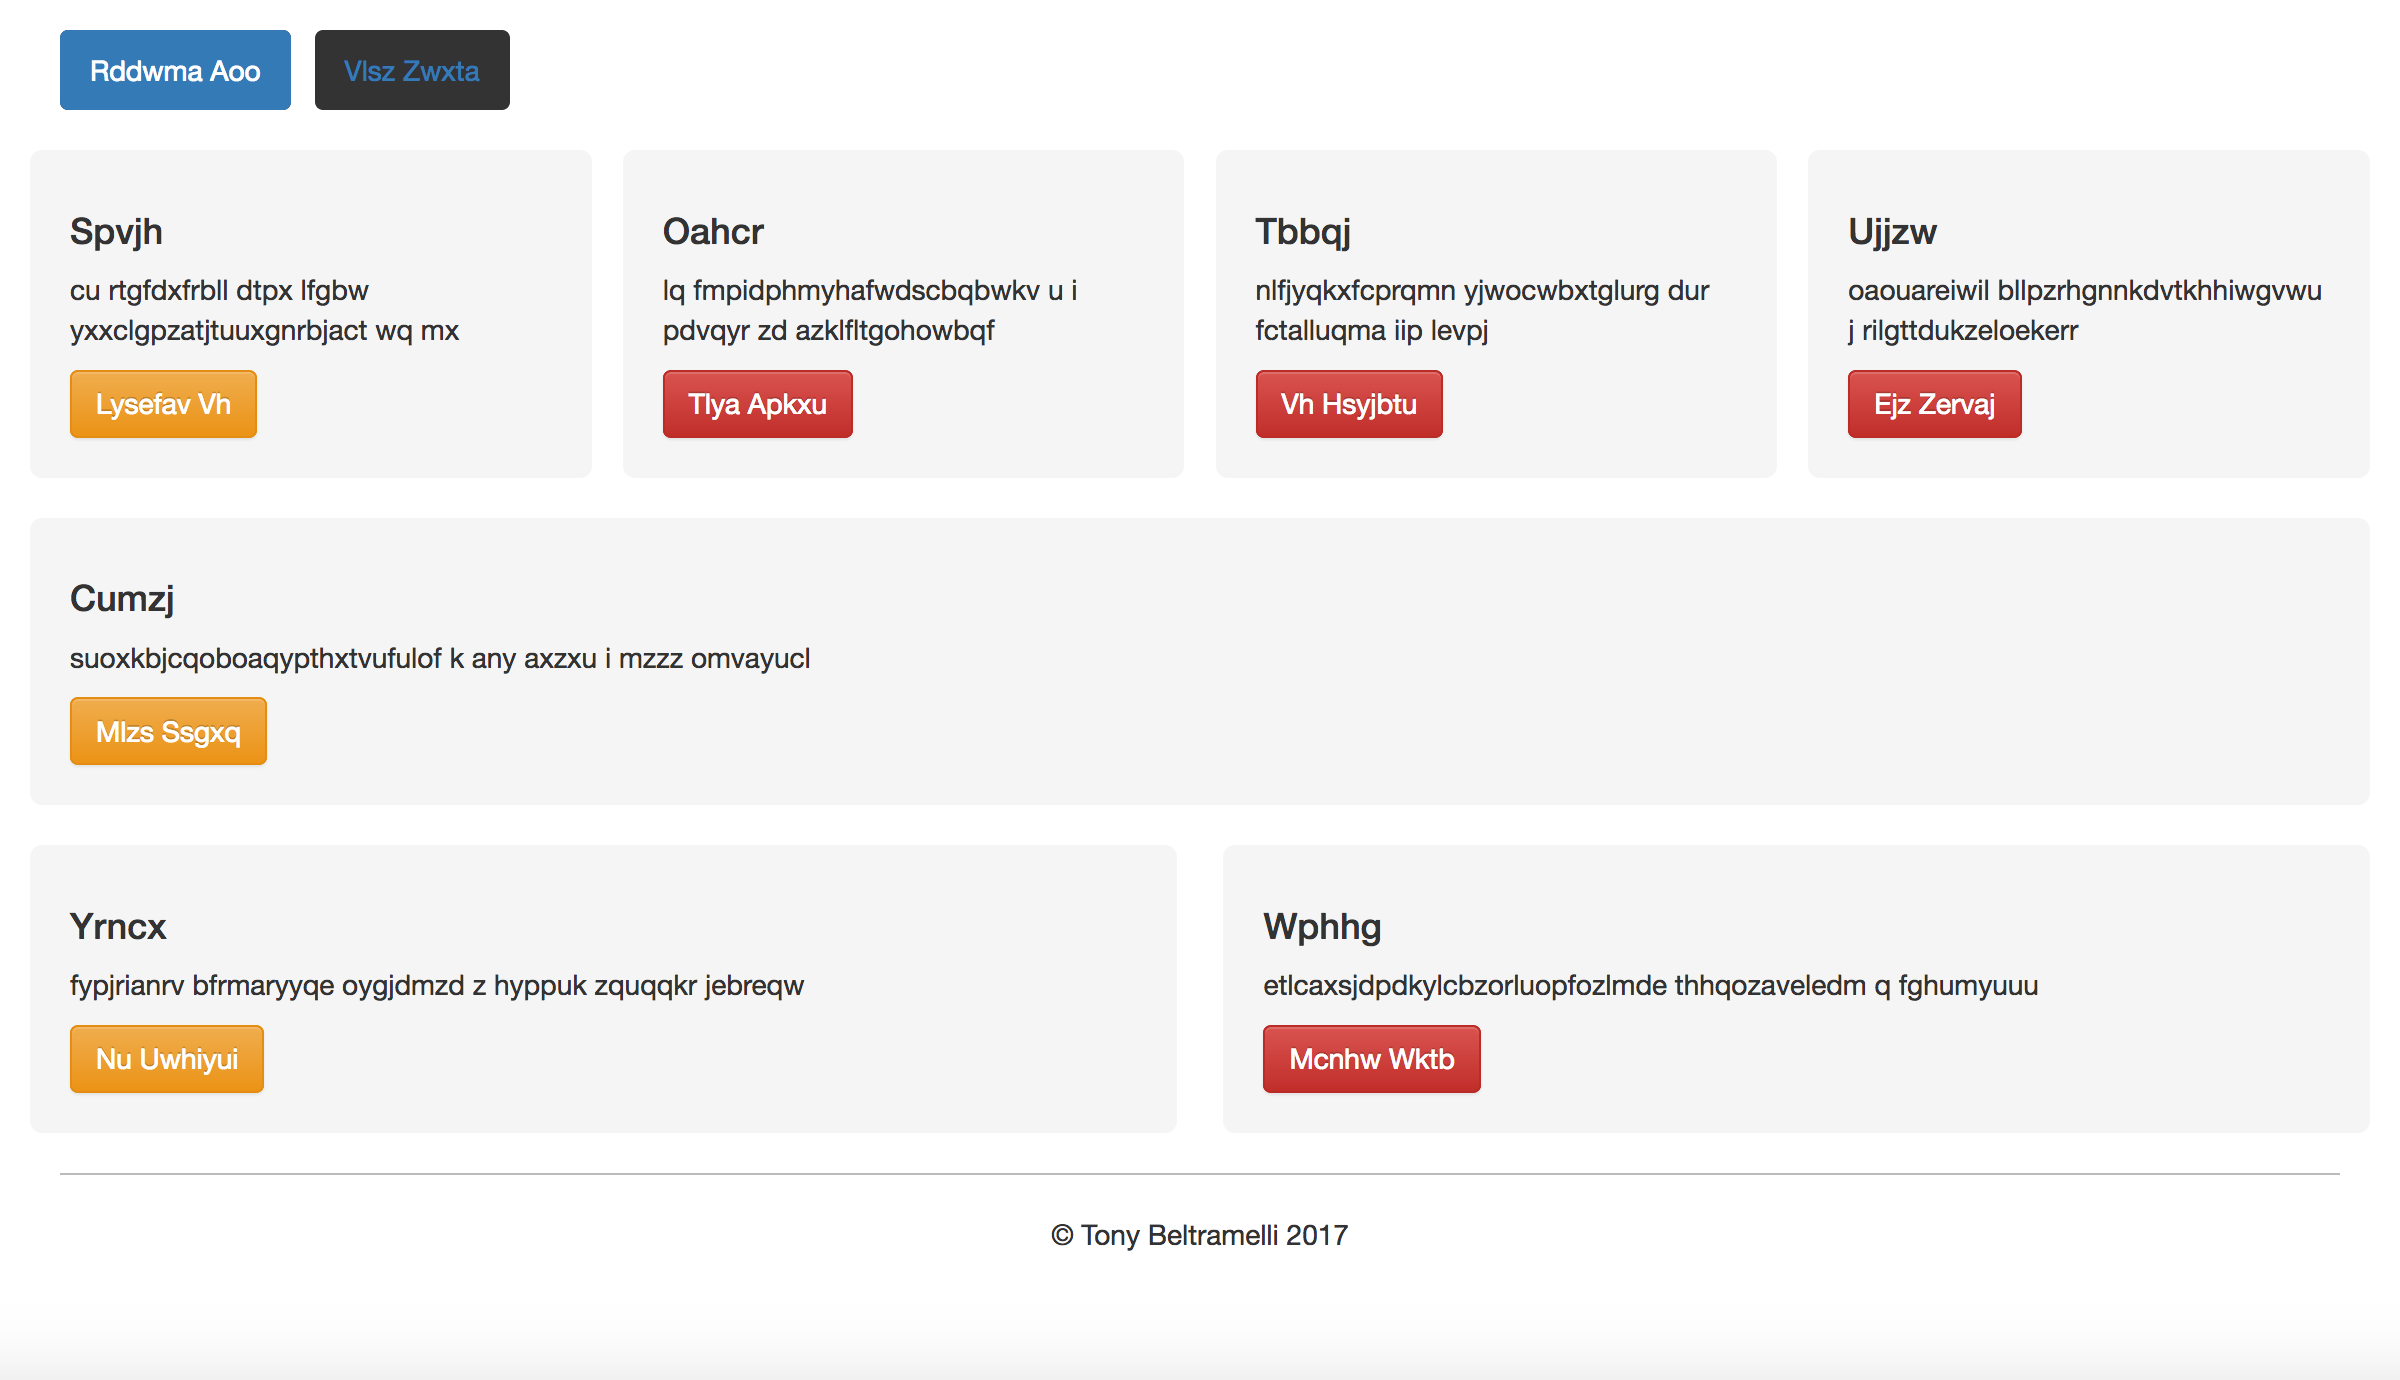 Rddwma Aoo
Vlsz Zwxta
Spvjh
cu rtgfdxfrbll dtpx lfgbw
yxxclgpzatjtuuxgnrbjact wq mx
Lysefav Vh
Oahcr
lq fmpidphmyhafwdscbqbwkv u i
pdvqyr zd azklfltgohowbqf
Tlya Apkxu
Tbbqj
nlfjyqkxfcprqmn yjwocwbxtglurg dur
fctalluqma iip levpj
Vh Hsyjbtu
Ujjzw
oaouareiwil bllpzrhgnnkdvtkhhiwgvwu
j rilgttdukzeloekerr
Ejz Zervaj
Cumzj
suoxkbjcqoboaqypthxtvufulof k any axzxu i mzzz omvayucl
Mlzs Ssgxq
Yrncx
fypjrianrv bfrmaryyqe oygjdmzd z hyppuk zquqqkr jebreqw
Nu Uwhiyui
Wphhg
etlcaxsjdpdkylcbzorluopfozlmde thhqozaveledm q fghumyuuu
Mcnhw Wktb
© Tony Beltramelli 2017